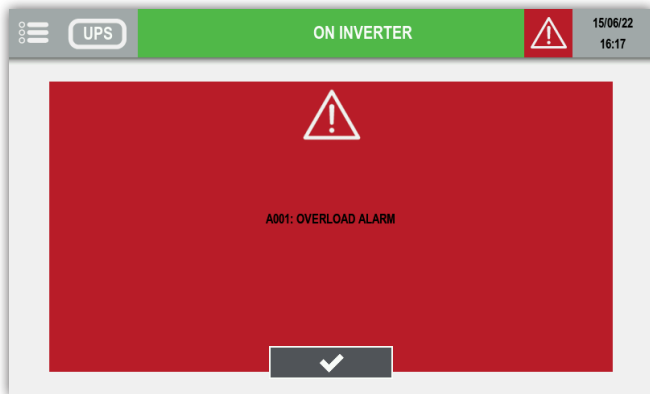 UPS
ON INVERTER
15/06/22
16:17
A001: OVERLOAD ALARM